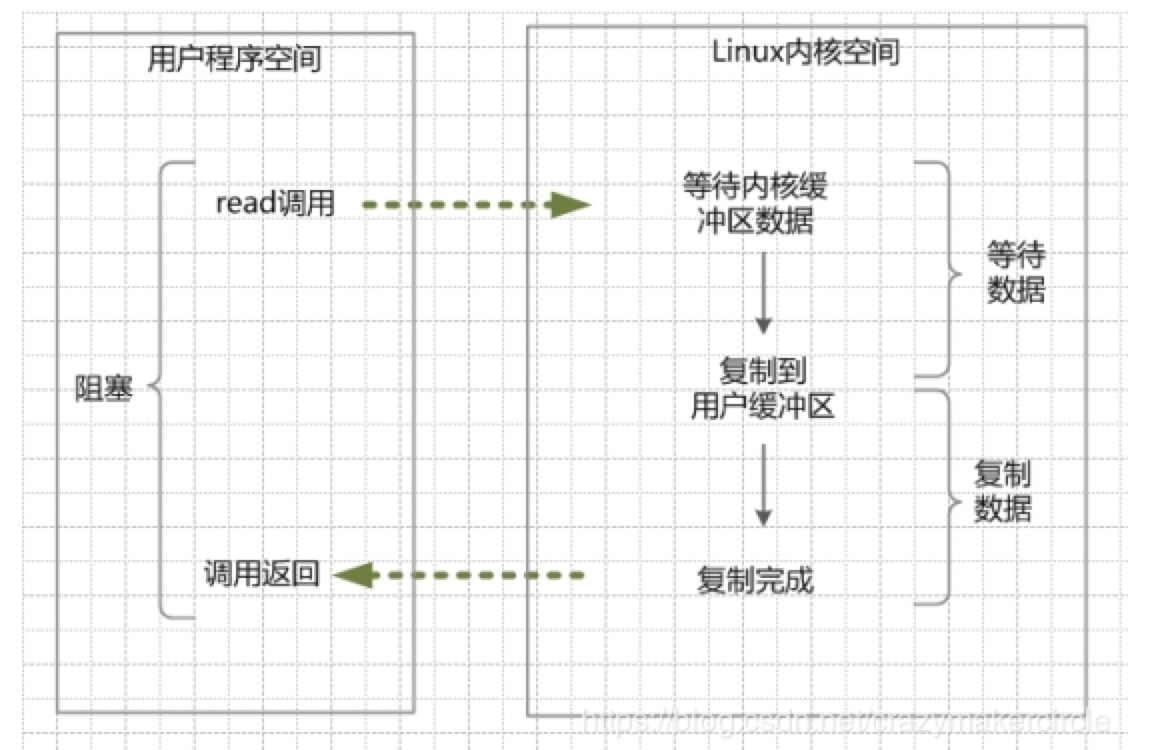 用户程序空间
Linux内核空间
read调用
等待内核缓
冲区数据
等待
数据
阻塞
复制到
用户缓冲区
复制
数据
调用返回
复制完成
https://blog.csdn.net/crazymakercircle